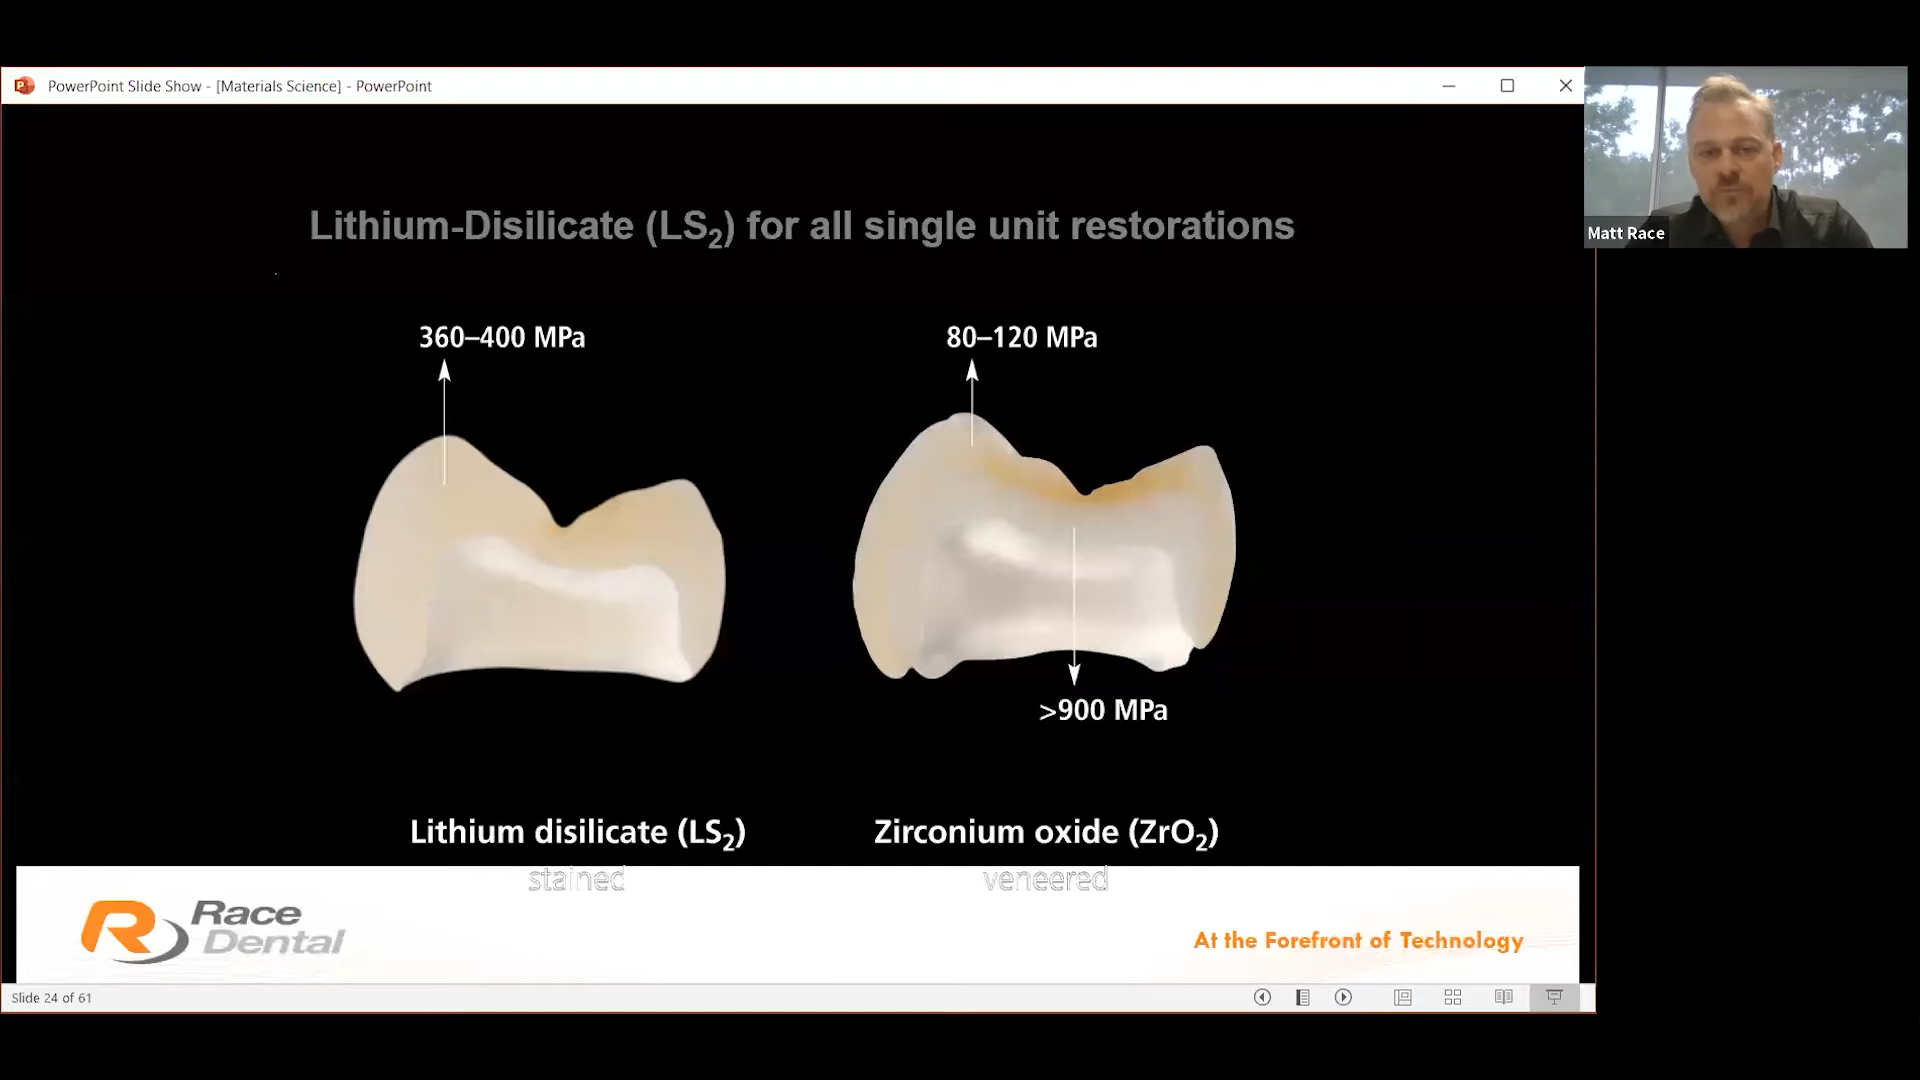 PowerPoint Slide Show - [Materials Science] - PowerPoint
Matt Race
Lithium-Disilicate (LS₂) for all single unit restorations
360–400 MPa
80–120 MPa
>900 MPa
Lithium disilicate (LS₂)
stained
Zirconium oxide (ZrO₂)
veneered
Race
Dental
At the Forefront of Technology
Slide 24 of 61